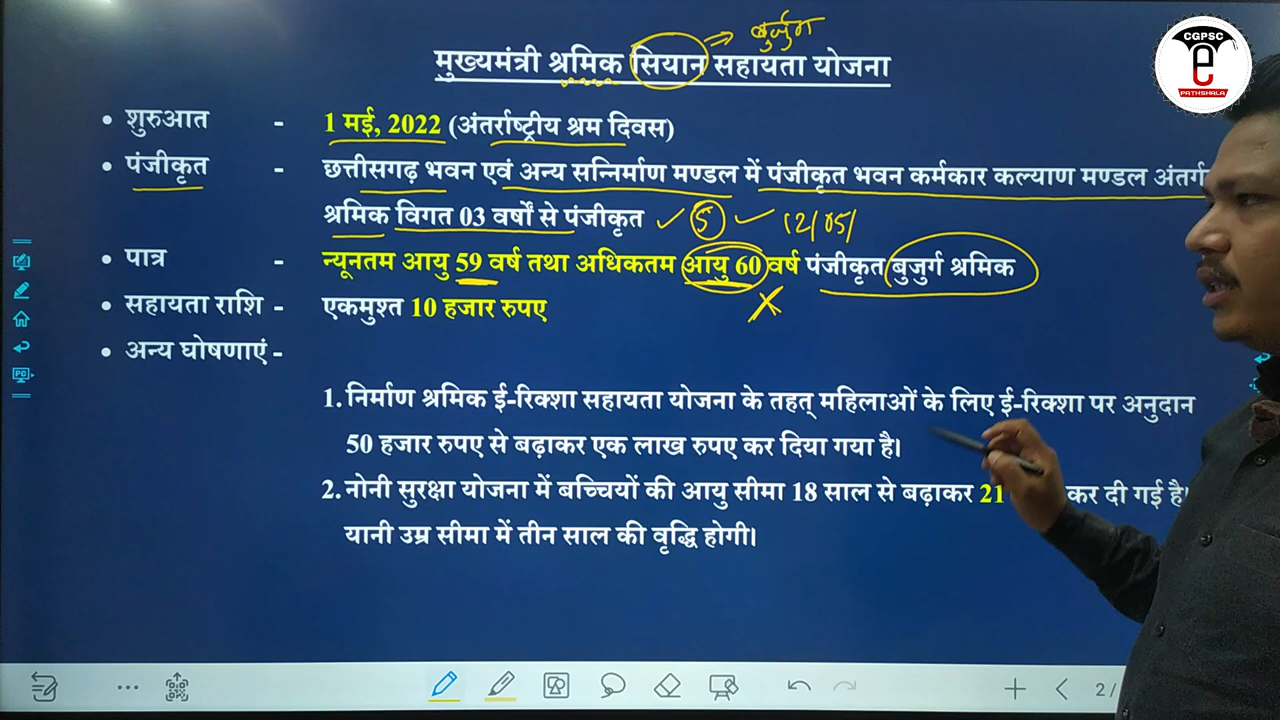 CGPSC
e
PATHSHALA
बुजुर्ग
मुख्यमंत्री श्रमिक सियान सहायता योजना
• शुरुआत - 1 मई, 2022 (अंतर्राष्ट्रीय श्रम दिवस)
• पंजीकृत - छत्तीसगढ़ भवन एवं अन्य सन्निर्माण मण्डल में पंजीकृत भवन कर्मकार कल्याण मण्डल
श्रमिक विगत 03 वर्षों से पंजीकृत 5 12/05/
• पात्र - न्यूनतम आयु 59 वर्ष तथा अधिकतम आयु 60 वर्ष पंजीकृत बुजुर्ग श्रमिक
• सहायता राशि - एकमुश्त 10 हजार रुपए
• अन्य घोषणाएं -
1. निर्माण श्रमिक ई-रिक्शा सहायता योजना के तहत् महिलाओं के लिए ई-रिक्शा पर अनुदान
50 हजार रुपए से बढ़ाकर एक लाख रुपए कर दिया गया है।
2. नोनी सुरक्षा योजना में बच्चियों की आयु सीमा 18 साल से बढ़ाकर 21 कर दी गई है।
यानी उम्र सीमा में तीन साल की वृद्धि होगी।
2/